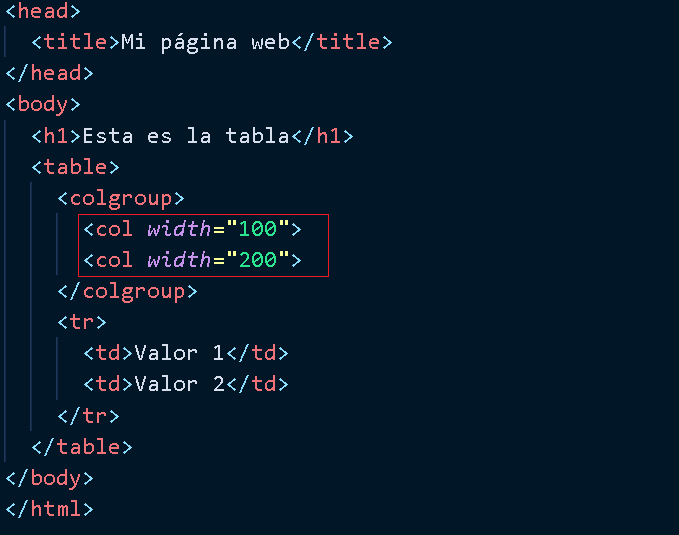 <head>
<title>Mi página web</title>
</head>
<body>
<h1>Esta es la tabla</h1>
<table>
<colgroup>
<col width="100">
<col width="200">
</colgroup>
<tr>
<td>Valor 1</td>
<td>Valor 2</td>
</tr>
</table>
</body>
</html>